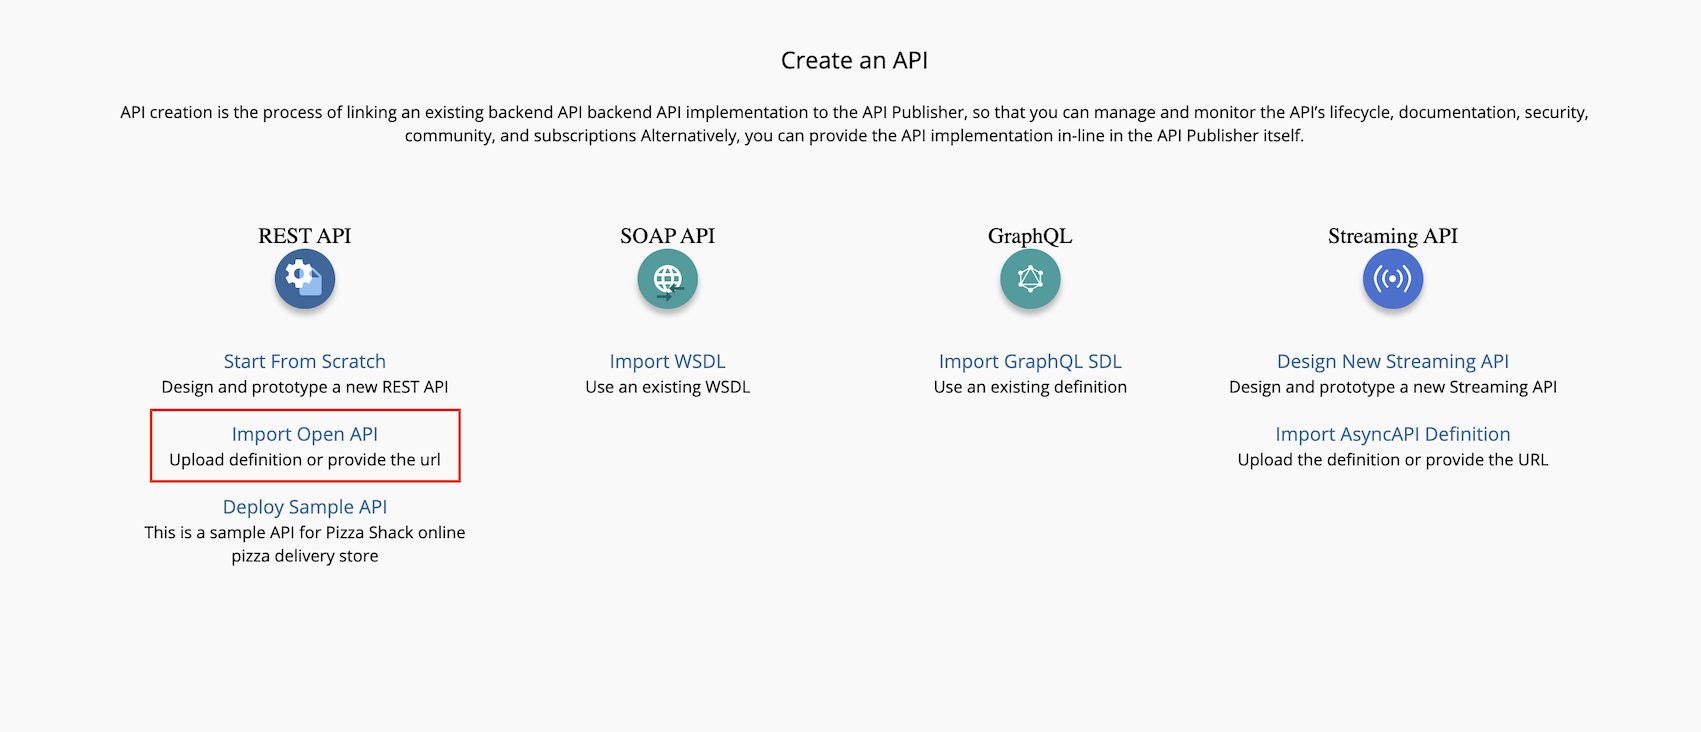 Create an API
API creation is the process of linking an existing backend API backend API implementation to the API Publisher, so that you can manage and monitor the API’s lifecycle, documentation, security,
community, and subscriptions Alternatively, you can provide the API implementation in-line in the API Publisher itself.
REST API
Start From Scratch
Design and prototype a new REST API
Import Open API
Upload definition or provide the url
Deploy Sample API
This is a sample API for Pizza Shack online
pizza delivery store
SOAP API
Import WSDL
Use an existing WSDL
GraphQL
Import GraphQL SDL
Use an existing definition
Streaming API
Design New Streaming API
Design and prototype a new Streaming API
Import AsyncAPI Definition
Upload the definition or provide the URL